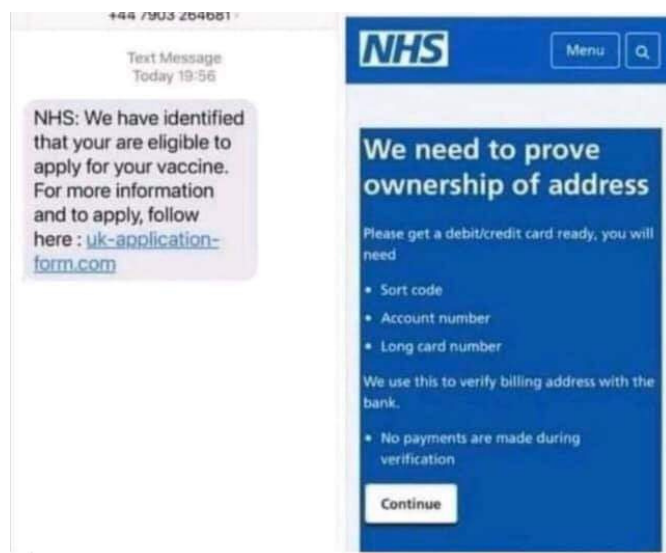 +44 7903 264681
Text Message
Today 19:56
NHS: We have identified
that your are eligible to
apply for your vaccine.
For more information
and to apply, follow
here : uk-application-
form.com
NHS
Menu
We need to prove
ownership of address
Please get a debit/credit card ready, you will
need
• Sort code
• Account number
• Long card number
We use this to verify billing address with the
bank.
• No payments are made during
verification
Continue